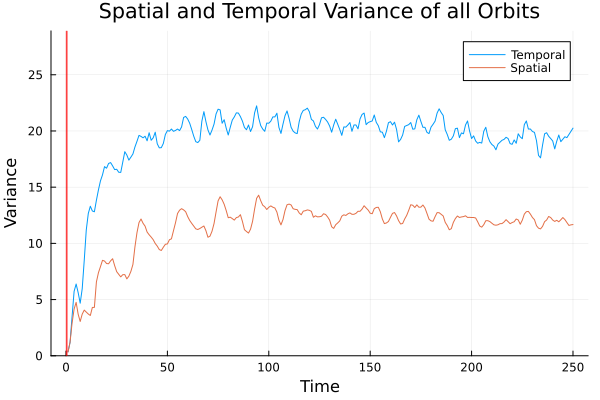 Spatial and Temporal Variance of all Orbits
Temporal
Spatial
25
20
15
10
5
0
Variance
0 50 100 150 200 250
Time